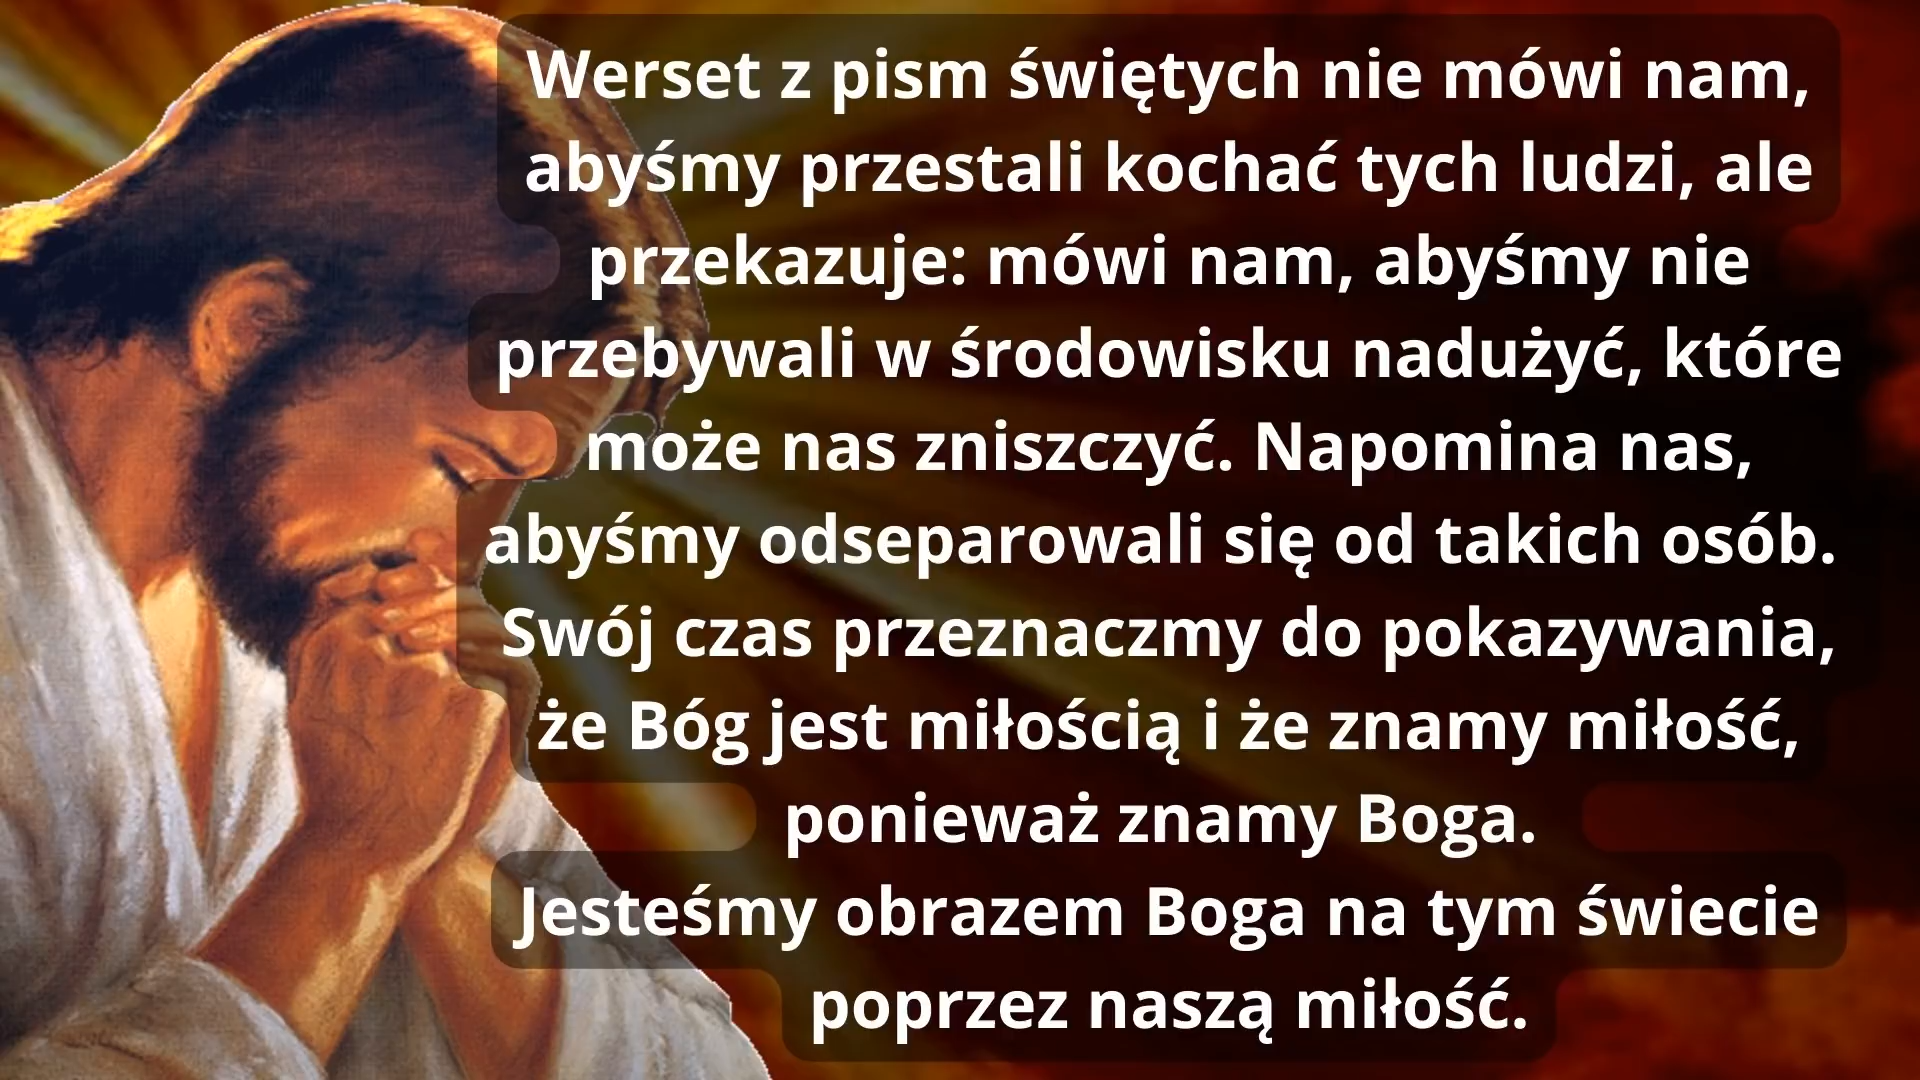 Werset z pism świętych nie mówi nam,
abyśmy przestali kochać tych ludzi, ale
przekazuje: mówi nam, abyśmy nie
przebywali w środowisku nadużyć, które
może nas zniszczyć. Napomina nas,
abyśmy odseparowali się od takich osób.
Swój czas przeznaczmy do pokazywania,
że Bóg jest miłością i że znamy miłość,
ponieważ znamy Boga.
Jesteśmy obrazem Boga na tym świecie
poprzez naszą miłość.